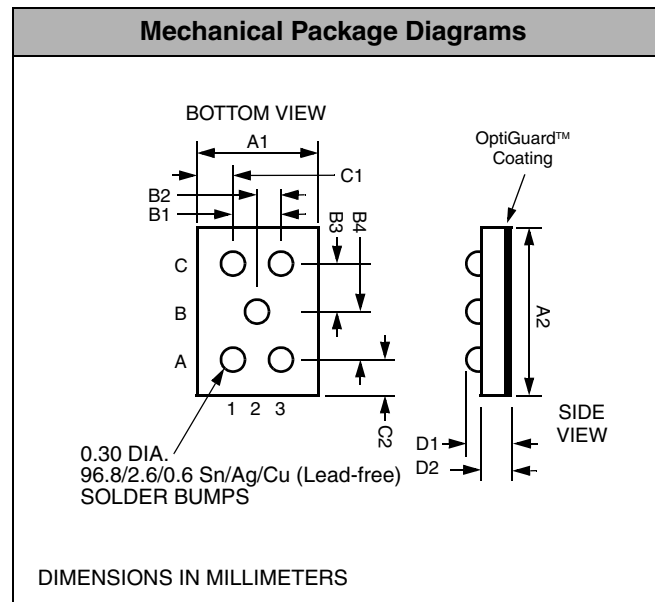 Mechanical Package Diagrams
BOTTOM VIEW
OptiGuard™
Coating
A1
C1
B2
B1
B3
B4
C
B
A
A2
1 2 3
C2
SIDE
VIEW
D1
D2
0.30 DIA.
96.8/2.6/0.6 Sn/Ag/Cu (Lead-free)
SOLDER BUMPS
DIMENSIONS IN MILLIMETERS